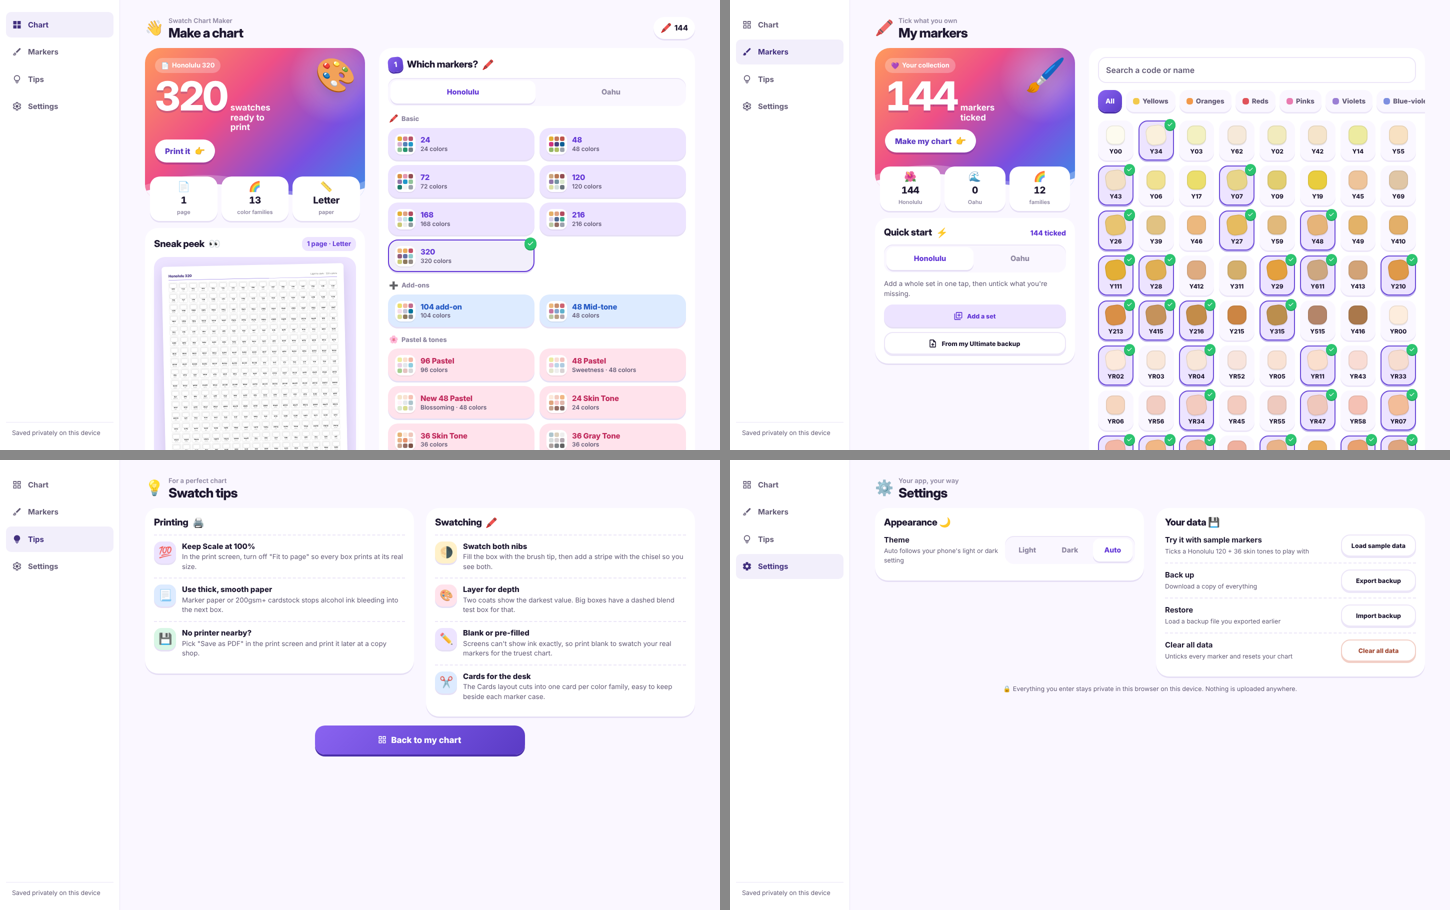 Chart
Markers
Tips
Settings
Saved privately on this device
Swatch Chart Maker
Make a chart
144
Honolulu 320
320 swatches
ready to
print
Print it
1
page
13
color families
Letter
paper
Sneak peek
1 page · Letter
Honolulu 320
1 Which markers?
Honolulu
Oahu
Basic
24
24 colors
48
48 colors
72
72 colors
120
120 colors
168
168 colors
216
216 colors
320
320 colors
Add-ons
104 add-on
104 colors
48 Mid-tone
48 colors
Pastel & tones
96 Pastel
96 colors
48 Pastel
Sweetness · 48 colors
New 48 Pastel
Blossoming · 48 colors
24 Skin Tone
24 colors
36 Skin Tone
36 colors
36 Gray Tone
36 colors
Chart
Markers
Tips
Settings
Saved privately on this device
Tick what you own
My markers
Your collection
144 markers
ticked
Make my chart
144
Honolulu
0
Oahu
12
families
Quick start
144 ticked
Honolulu
Oahu
Add a whole set in one tap, then untick what you're
missing.
Add a set
From my Ultimate backup
Search a code or name
All Yellows Oranges Reds Pinks Violets Blue-viole
Y00 Y34 Y03 Y62 Y02 Y42 Y14 Y55
Y43 Y06 Y17 Y07 Y09 Y19 Y45 Y69
Y26 Y39 Y46 Y27 Y59 Y48 Y49 Y410
Y111 Y28 Y412 Y311 Y29 Y611 Y413 Y210
Y213 Y415 Y216 Y215 Y315 Y515 Y416 YR00
YR02 YR03 YR04 YR52 YR05 YR11 YR43 YR33
YR06 YR56 YR34 YR45 YR55 YR47 YR58 YR07
Chart
Markers
Tips
Settings
Saved privately on this device
For a perfect chart
Swatch tips
Printing
Keep Scale at 100%
In the print screen, turn off "Fit to page" so every box prints at its real
size.
Use thick, smooth paper
Marker paper or 200gsm+ cardstock stops alcohol ink bleeding into
the next box.
No printer nearby?
Pick "Save as PDF" in the print screen and print it later at a copy
shop.
Swatching
Swatch both nibs
Fill the box with the brush tip, then add a stripe with the chisel so you
see both.
Layer for depth
Two coats show the darkest value. Big boxes have a dashed blend
test box for that.
Blank or pre-filled
Screens can't show ink exactly, so print blank to swatch your real
markers for the truest chart.
Cards for the desk
The Cards layout cuts into one card per color family, easy to keep
beside each marker case.
Back to my chart
Chart
Markers
Tips
Settings
Saved privately on this device
Your app, your way
Settings
Appearance
Theme
Auto follows your phone's light or dark
setting
Light
Dark
Auto
Your data
Try it with sample markers
Ticks a Honolulu 120 + 36 skin tones to play with
Load sample data
Back up
Download a copy of everything
Export backup
Restore
Load a backup file you exported earlier
Import backup
Clear all data
Unticks every marker and resets your chart
Clear all data
Everything you enter stays private in this browser on this device. Nothing is uploaded anywhere.